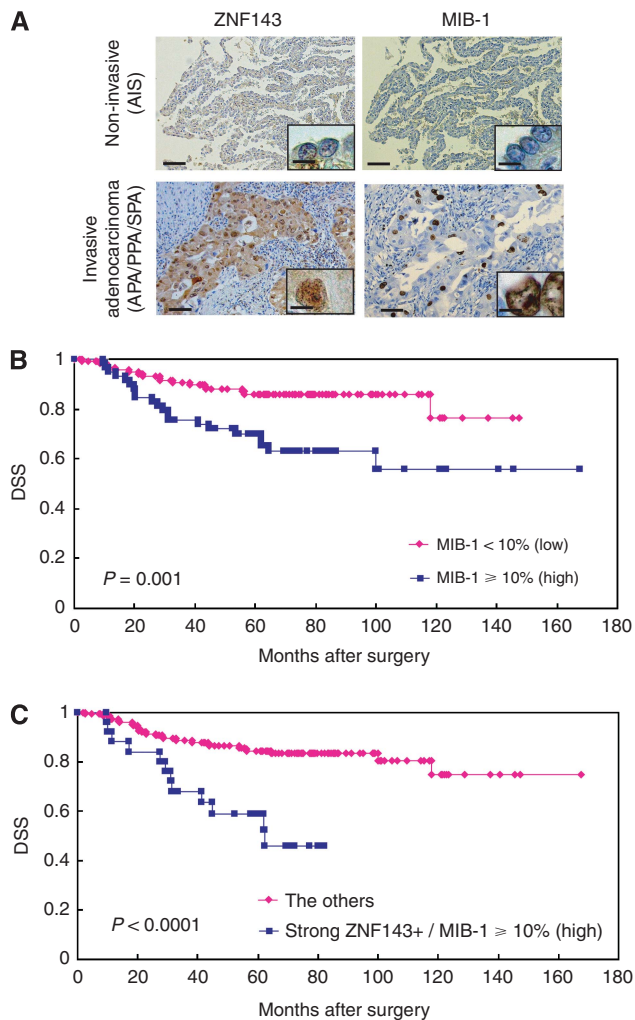 A
ZNF143
MIB-1
Non-invasive
(AIS)
Invasive
adenocarcinoma
(APA/PPA/SPA)
B
1
0.8
0.6
0.4
0.2
0
DSS
MIB-1 < 10% (low)
MIB-1 ⩾ 10% (high)
P = 0.001
0 20 40 60 80 100 120 140 160 180
Months after surgery
C
1
0.8
0.6
0.4
0.2
0
DSS
The others
Strong ZNF143+ / MIB-1 ⩾ 10% (high)
P < 0.0001
0 20 40 60 80 100 120 140 160 180
Months after surgery